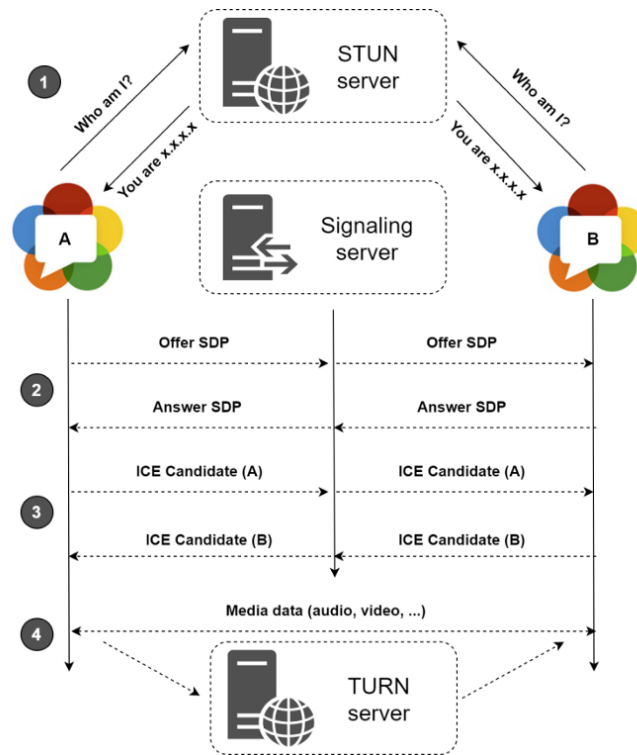 STUN
server
1
Who am I?
You are x.x.x.x
Who am I?
You are x.x.x.x
A
Signaling
server
B
Offer SDP
Offer SDP
2
Answer SDP
Answer SDP
ICE Candidate (A)
ICE Candidate (A)
3
ICE Candidate (B)
ICE Candidate (B)
Media data (audio, video, ...)
4
TURN
server